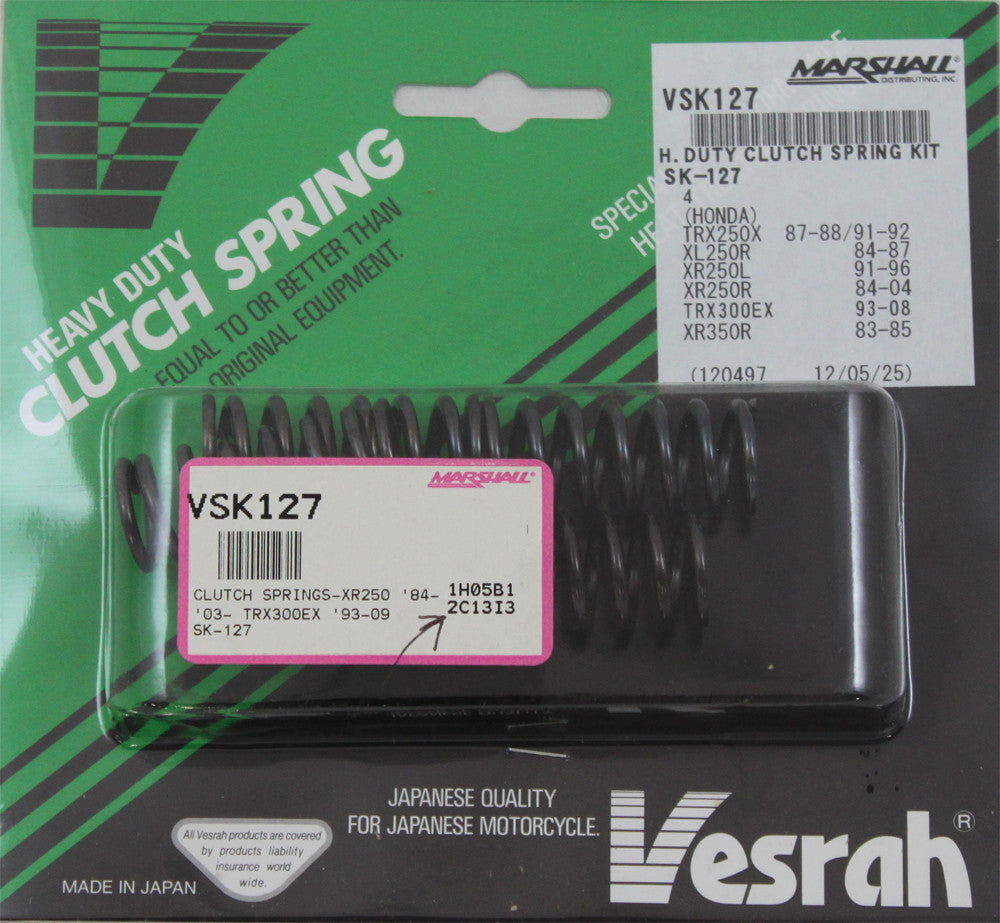 HEAVY DUTY
CLUTCH SPRING
EQUAL TO OR BETTER THAN
ORIGINAL EQUIPMENT.
SPECIA
HE
MARSHALL®
DISTRIBUTING, INC.
VSK127
H. DUTY CLUTCH SPRING KIT
SK-127
4
(HONDA)
TRX250X 87-88/91-92
XL250R 84-87
XR250L 91-96
XR250R 84-04
TRX300EX 93-08
XR350R 83-85
(120497 12/05/25)
MARSHALL®
VSK127
CLUTCH SPRINGS-XR250 '84- 1H05B1
'03- TRX300EX '93-09 2C13I3
SK-127
JAPANESE QUALITY
FOR JAPANESE MOTORCYCLE.
All Vesrah products are covered
by products liability
insurance world
wide.
MADE IN JAPAN
Vesrah®